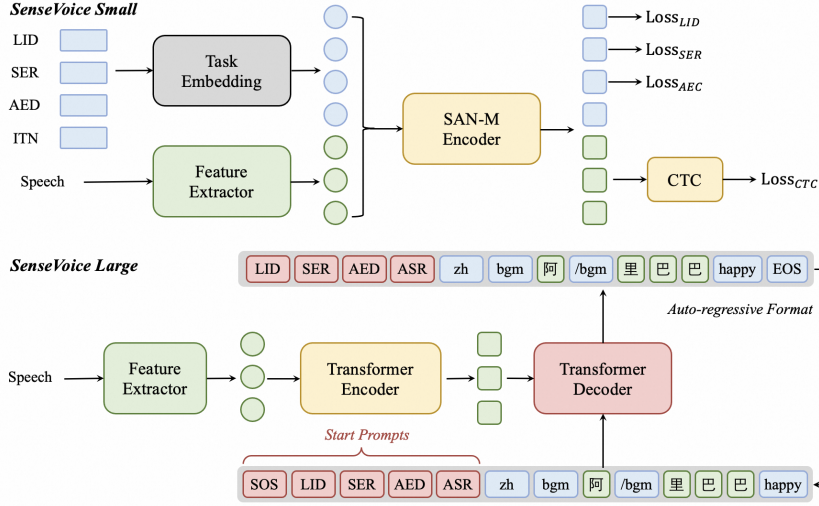 SenseVoice Small
LID
SER
AED
ITN
Task
Embedding
Speech
Feature
Extractor
SAN-M
Encoder
Loss_LID
Loss_SER
Loss_AEC
CTC
Loss_CTC
SenseVoice Large
LID SER AED ASR zh bgm 阿 /bgm 里 巴 巴 happy EOS
Auto-regressive Format
Speech
Feature
Extractor
Transformer
Encoder
Transformer
Decoder
Start Prompts
SOS LID SER AED ASR zh bgm 阿 /bgm 里 巴 巴 happy